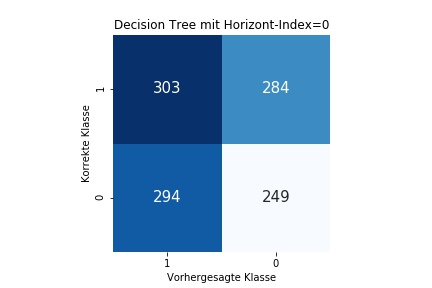 Decision Tree mit Horizont-Index=0
Korrekte Klasse
1
303
284
0
294
249
1
0
Vorhergesagte Klasse